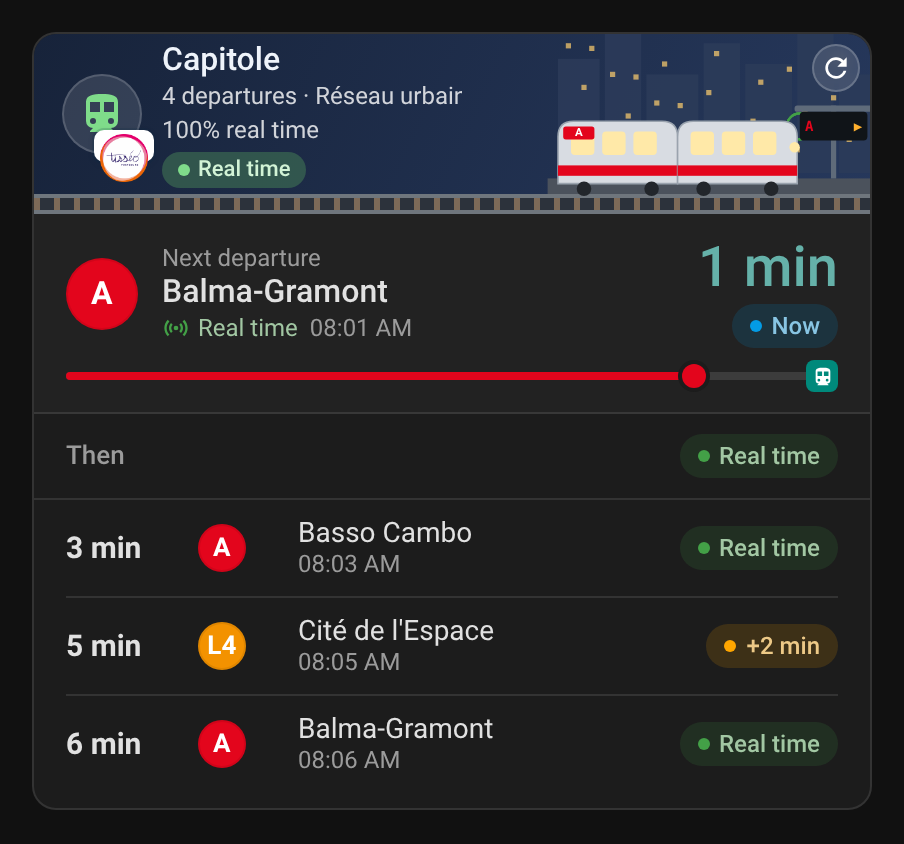 Capitole
4 departures · Réseau urbair
100% real time
tisséo
Real time
A
A
A
Next departure
Balma-Gramont
Real time 08:01 AM
1 min
Now
Then
Real time
3 min
A
Basso Cambo
08:03 AM
Real time
5 min
L4
Cité de l'Espace
08:05 AM
+2 min
6 min
A
Balma-Gramont
08:06 AM
Real time